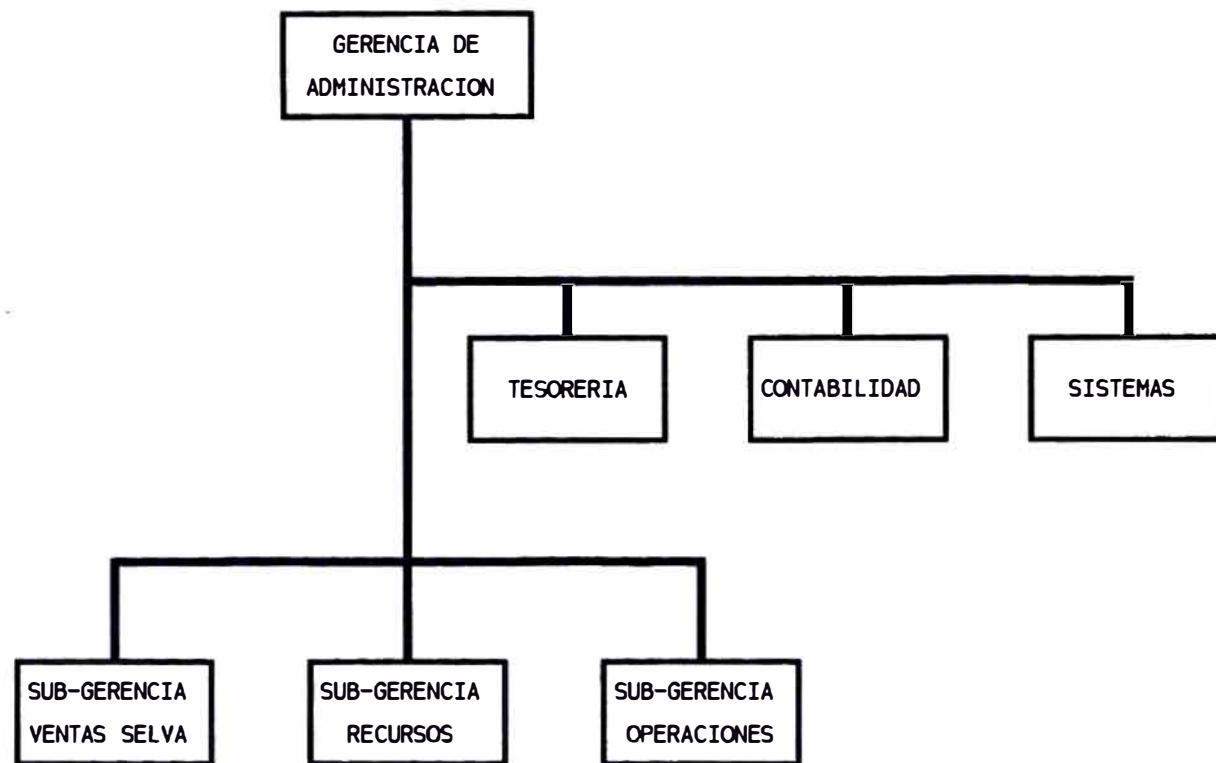 GERENCIA DE
ADMINISTRACION
TESORERIA
CONTABILIDAD
SISTEMAS
SUB-GERENCIA
VENTAS SELVA
SUB-GERENCIA
RECURSOS
SUB-GERENCIA
OPERACIONES